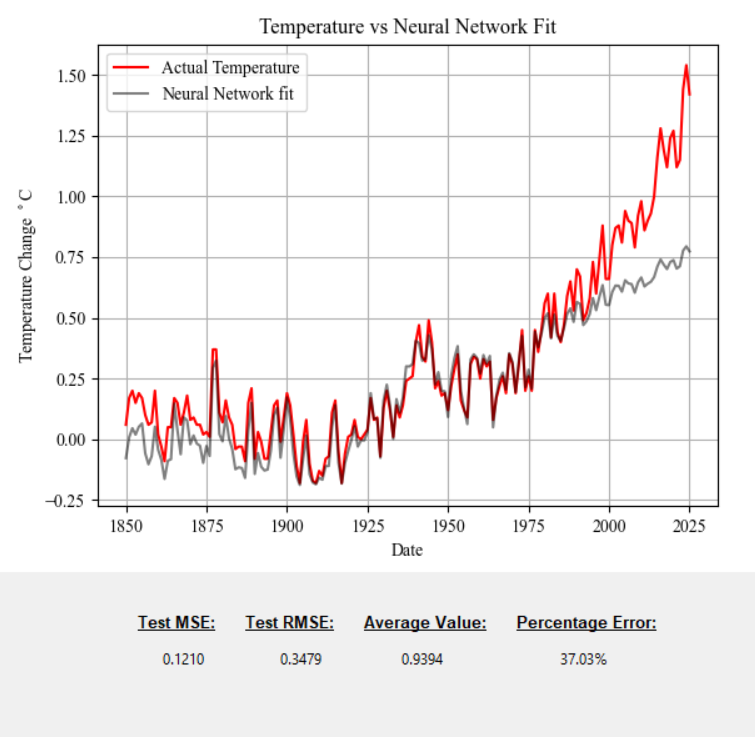 Temperature vs Neural Network Fit
Actual Temperature
Neural Network fit
Temperature Change °C
1.50
1.25
1.00
0.75
0.50
0.25
0.00
−0.25
1850 1875 1900 1925 1950 1975 2000 2025
Date
Test MSE: Test RMSE: Average Value: Percentage Error:
0.1210 0.3479 0.9394 37.03%